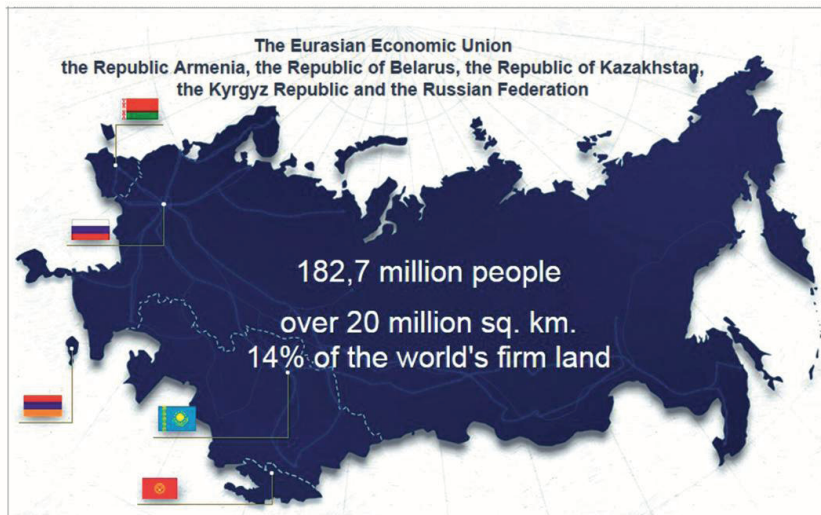 The Eurasian Economic Union
the Republic Armenia, the Republic of Belarus, the Republic of Kazakhstan,
the Kyrgyz Republic and the Russian Federation
182,7 million people
over 20 million sq. km.
14% of the world's firm land